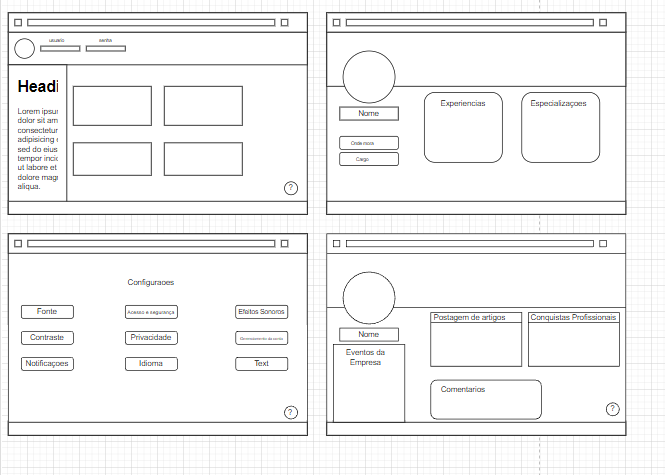 usuario
senha
Headi
Lorem ipsu
dolor sit am
consectetur
adipisicing
sed do eius
tempor inci
ut labore et
dolore mag
aliqua.
?
Nome
Onde mora
Cargo
Experiencias
Especializaçoes
Configuraoes
Fonte
Acesso e segurança
Efeitos Sonoros
Contraste
Privacidade
Notificaçoes
Idioma
Text
?
Nome
Eventos da
Empresa
Postagem de artigos
Conquistas Profissionais
Comentarios
?